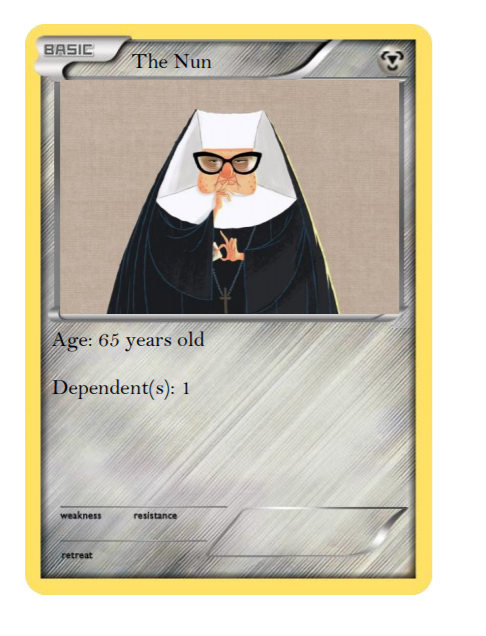 BASIC
The Nun
Age: 65 years old
Dependent(s): 1
weakness resistance
retreat